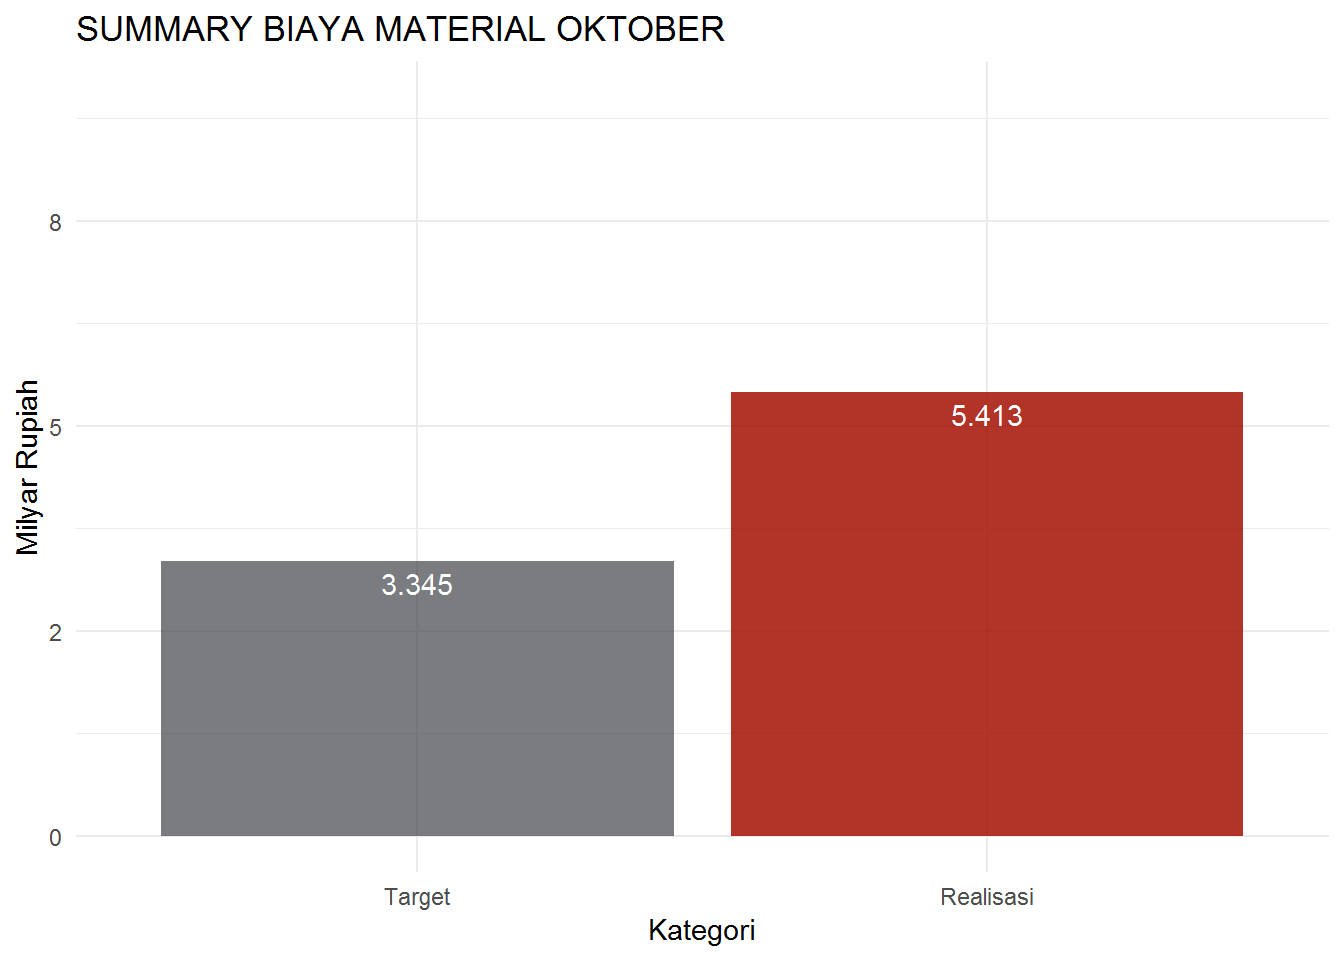 SUMMARY BIAYA MATERIAL OKTOBER
Milyar Rupiah
8
5
2
0
3.345
5.413
Target
Realisasi
Kategori